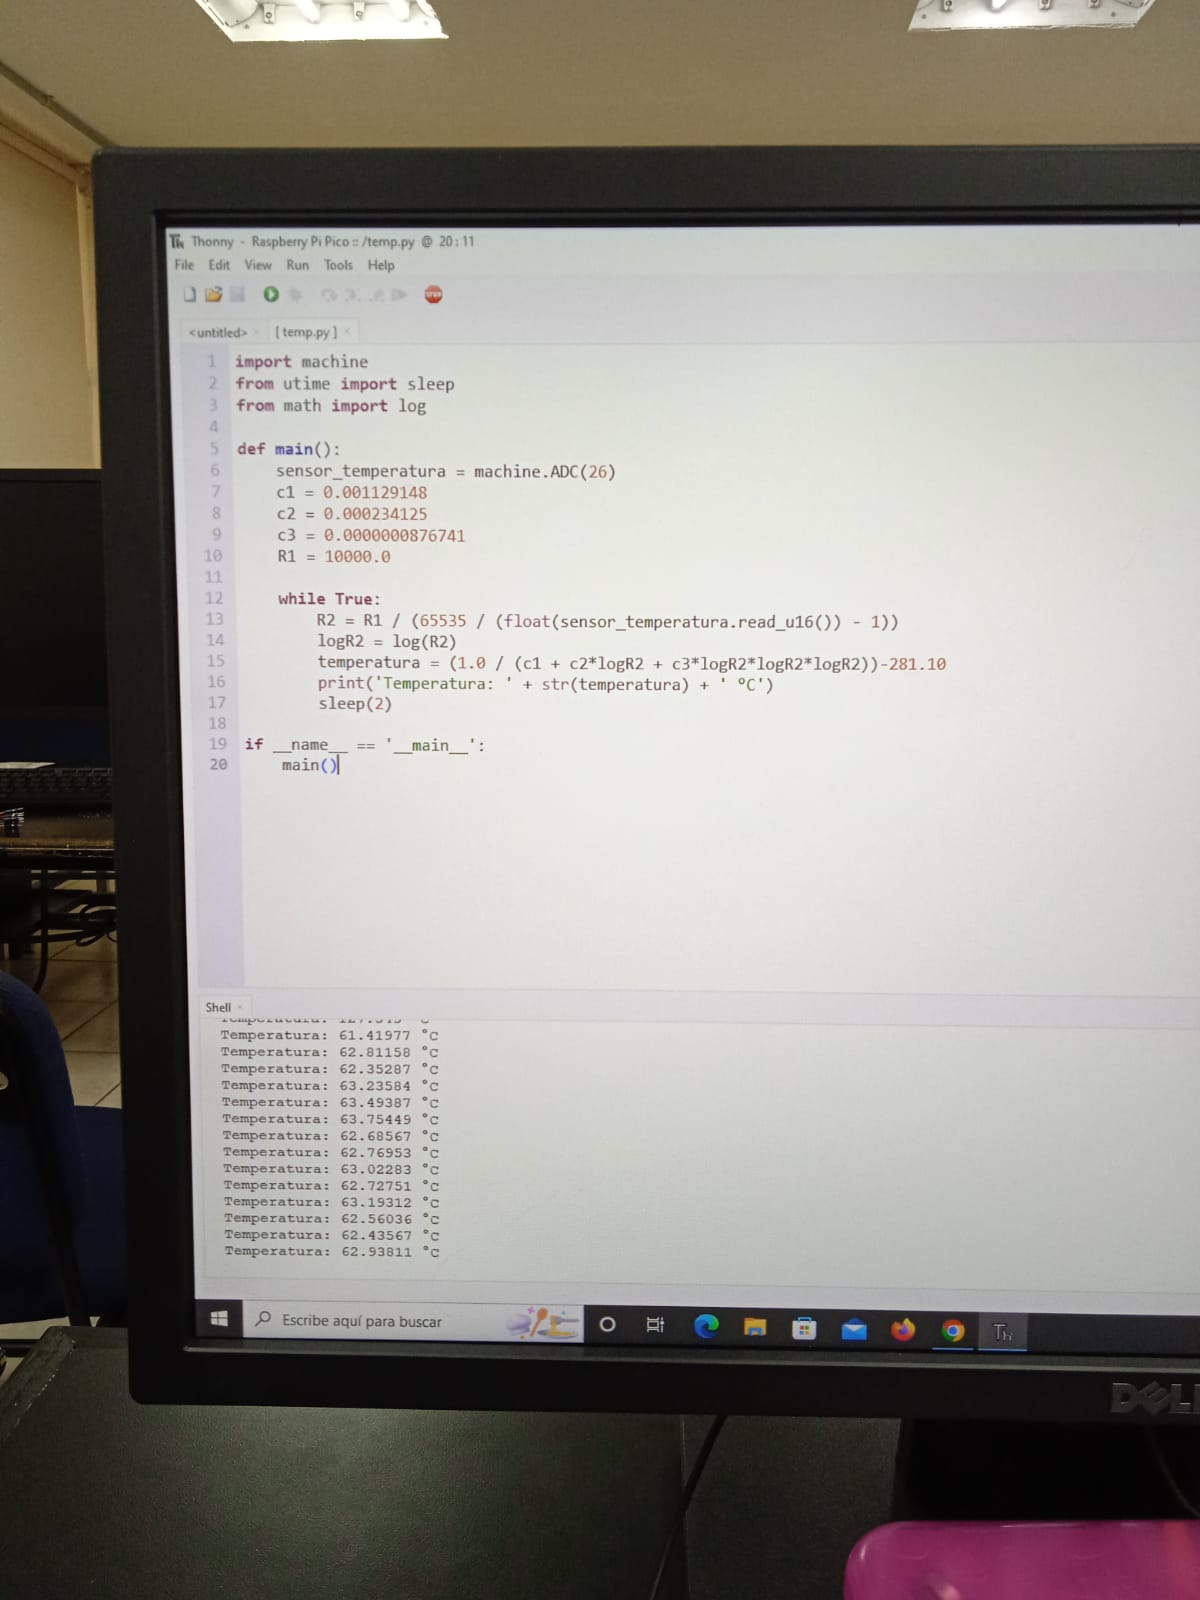 Thonny - Raspberry Pi Pico :: /temp.py @ 20 : 11
File Edit View Run Tools Help
STOP
<untitled> × [ temp.py ] ×
1 import machine
2 from utime import sleep
3 from math import log
4
5 def main():
6     sensor_temperatura = machine.ADC(26)
7     c1 = 0.001129148
8     c2 = 0.000234125
9     c3 = 0.0000000876741
10     R1 = 10000.0
11
12     while True:
13         R2 = R1 / (65535 / (float(sensor_temperatura.read_u16()) - 1))
14         logR2 = log(R2)
15         temperatura = (1.0 / (c1 + c2*logR2 + c3*logR2*logR2*logR2))-281.10
16         print('Temperatura: ' + str(temperatura) + ' ºC')
17         sleep(2)
18
19 if __name__ == '__main__':
20     main()
Shell ×
Temperatura: 61.41977 °C
Temperatura: 62.81158 °C
Temperatura: 62.35287 °C
Temperatura: 63.23584 °C
Temperatura: 63.49387 °C
Temperatura: 63.75449 °C
Temperatura: 62.68567 °C
Temperatura: 62.76953 °C
Temperatura: 63.02283 °C
Temperatura: 62.72751 °C
Temperatura: 63.19312 °C
Temperatura: 62.56036 °C
Temperatura: 62.43567 °C
Temperatura: 62.93811 °C
Escribe aquí para buscar
Th